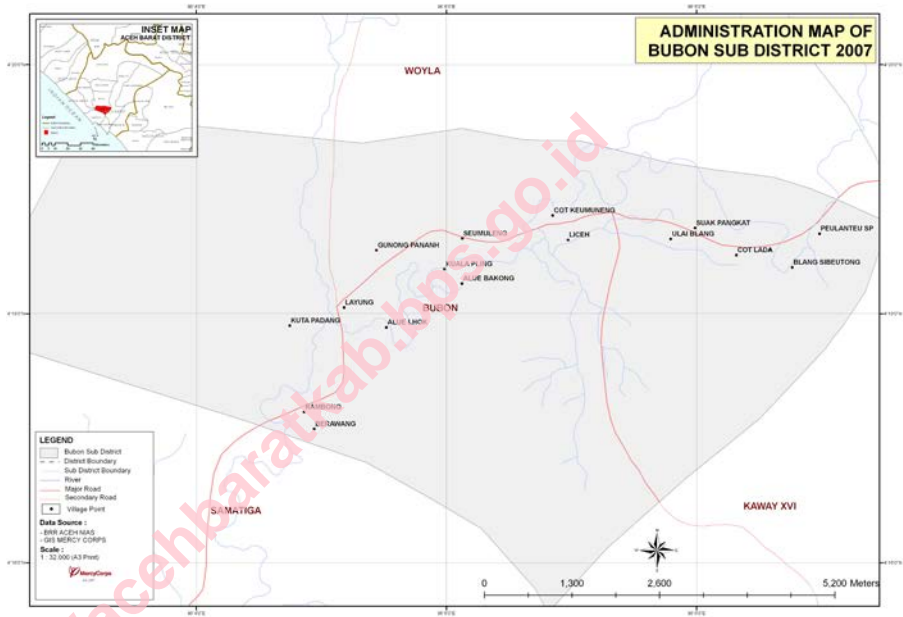 ADMINISTRATION MAP OF
BUBON SUB DISTRICT 2007
INSET MAP
ACEH BARAT DISTRICT
INDIAN OCEAN
Legend
WOYLA
COT KEUMUNENG
SUAK PANGKAT
SEUMULENG
LICEH
ULAI BLANG
PEULANTEU SP
GUNONG PANANH
COT LADA
KUALA PLING
BLANG SIBEUTONG
ALUE BAKONG
LAYUNG
BUBON
KUTA PADANG
ALUE LHOK
RAMBONG
BERAWANG
SAMATIGA
KAWAY XVI
LEGEND
Bubon Sub District
District Boundary
Sub District Boundary
River
Major Road
Secondary Road
Village Point
Data Source :
- BRR ACEH NIAS
- GIS MERCY CORPS
Scale :
1 : 32.000 (A3 Print)
MercyCorps
0 1,300 2,600 5,200 Meters
acehbaratkab.bps.go.id